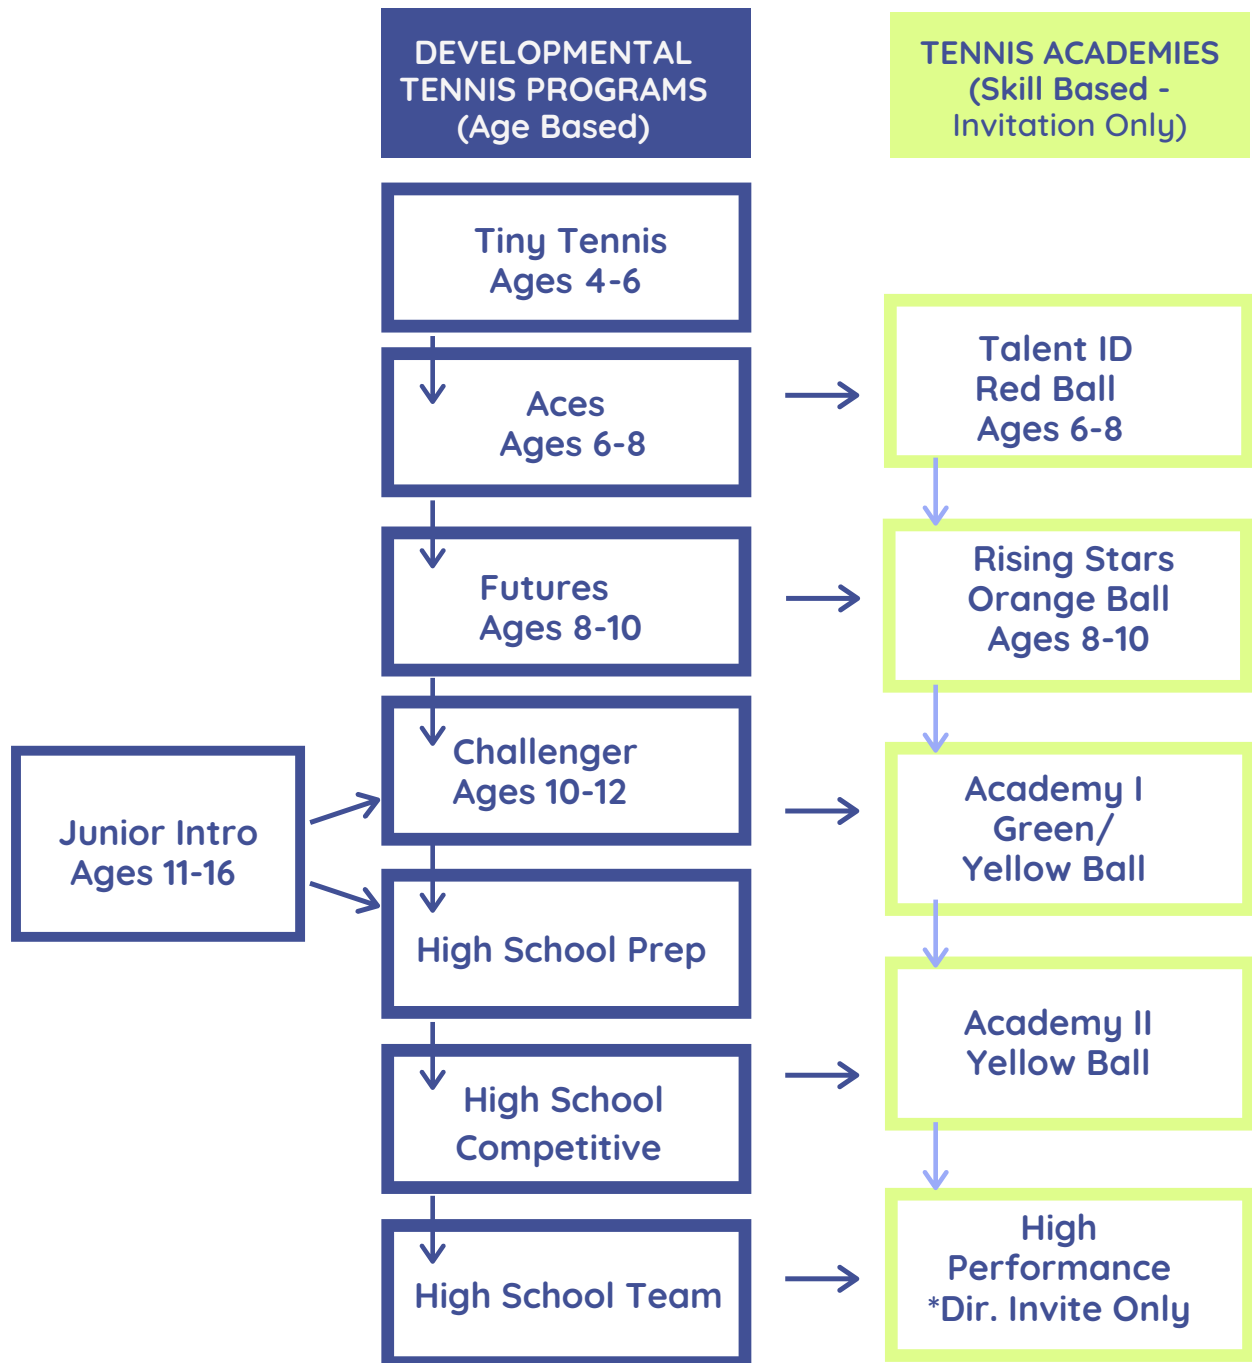 DEVELOPMENTAL
TENNIS PROGRAMS
(Age Based)
TENNIS ACADEMIES
(Skill Based -
Invitation Only)
Tiny Tennis
Ages 4-6
Aces
Ages 6-8
Talent ID
Red Ball
Ages 6-8
Futures
Ages 8-10
Rising Stars
Orange Ball
Ages 8-10
Junior Intro
Ages 11-16
Challenger
Ages 10-12
Academy I
Green/
Yellow Ball
High School Prep
High School
Competitive
Academy II
Yellow Ball
High School Team
High
Performance
*Dir. Invite Only